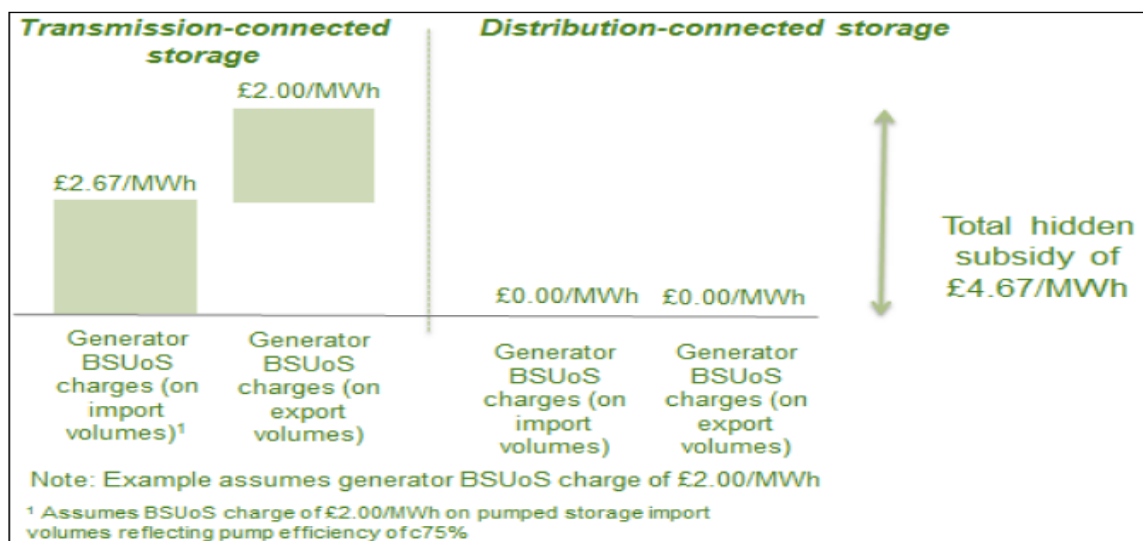 Transmission-connected
storage
Distribution-connected storage
£2.00/MWh
£2.67/MWh
Total hidden
subsidy of
£4.67/MWh
£0.00/MWh £0.00/MWh
Generator
BSUoS
charges (on
import
volumes)¹
Generator
BSUoS
charges (on
export
volumes)
Generator
BSUoS
charges (on
import
volumes)
Generator
BSUoS
charges (on
export
volumes)
Note: Example assumes generator BSUoS charge of £2.00/MWh
¹ Assumes BSUoS charge of £2.00/MWh on pumped storage import
volumes reflecting pump efficiency of c75%